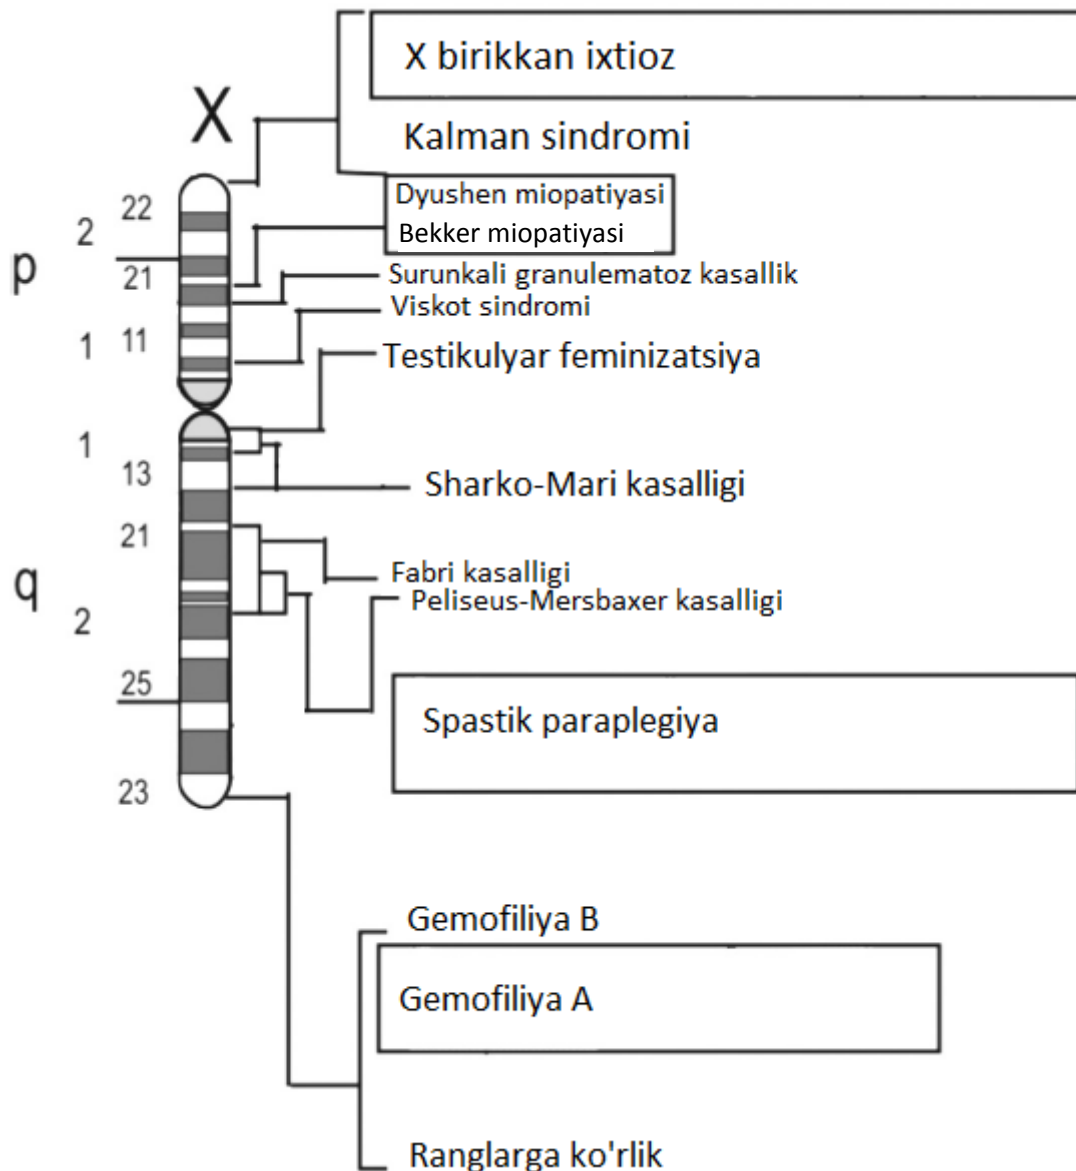 X birikkan ixtioz
X
Kalman sindromi
Dyushen miopatiyasi
22
2
Bekker miopatiyasi
p
21
Surunkali granulematoz kasallik
Viskot sindromi
1
11
Testikulyar feminizatsiya
1
13
Sharko-Mari kasalligi
21
q
Fabri kasalligi
Peliseus-Mersbaxer kasalligi
2
25
Spastik paraplegiya
23
Gemofiliya B
Gemofiliya A
Ranglarga ko'rlik